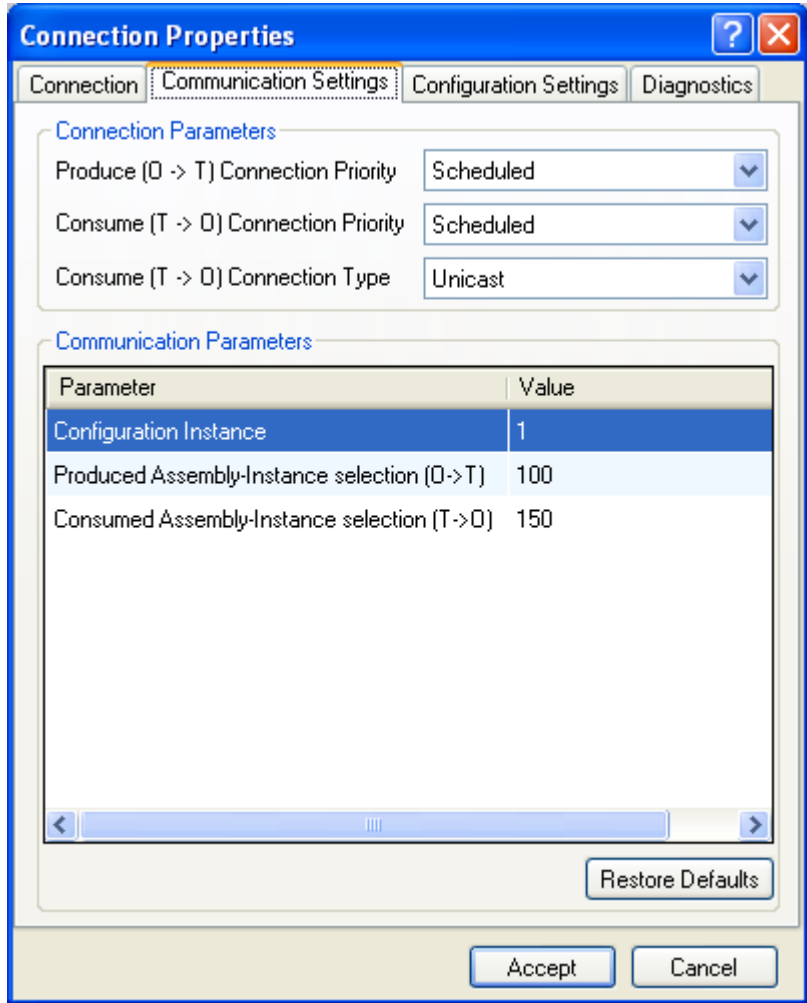 Connection Properties
Connection Communication Settings Configuration Settings Diagnostics
Connection Parameters
Produce (O -> T) Connection Priority Scheduled
Consume (T -> O) Connection Priority Scheduled
Consume (T -> O) Connection Type Unicast
Communication Parameters
Parameter Value
Configuration Instance 1
Produced Assembly-Instance selection (O->T) 100
Consumed Assembly-Instance selection (T->O) 150
Restore Defaults
Accept Cancel